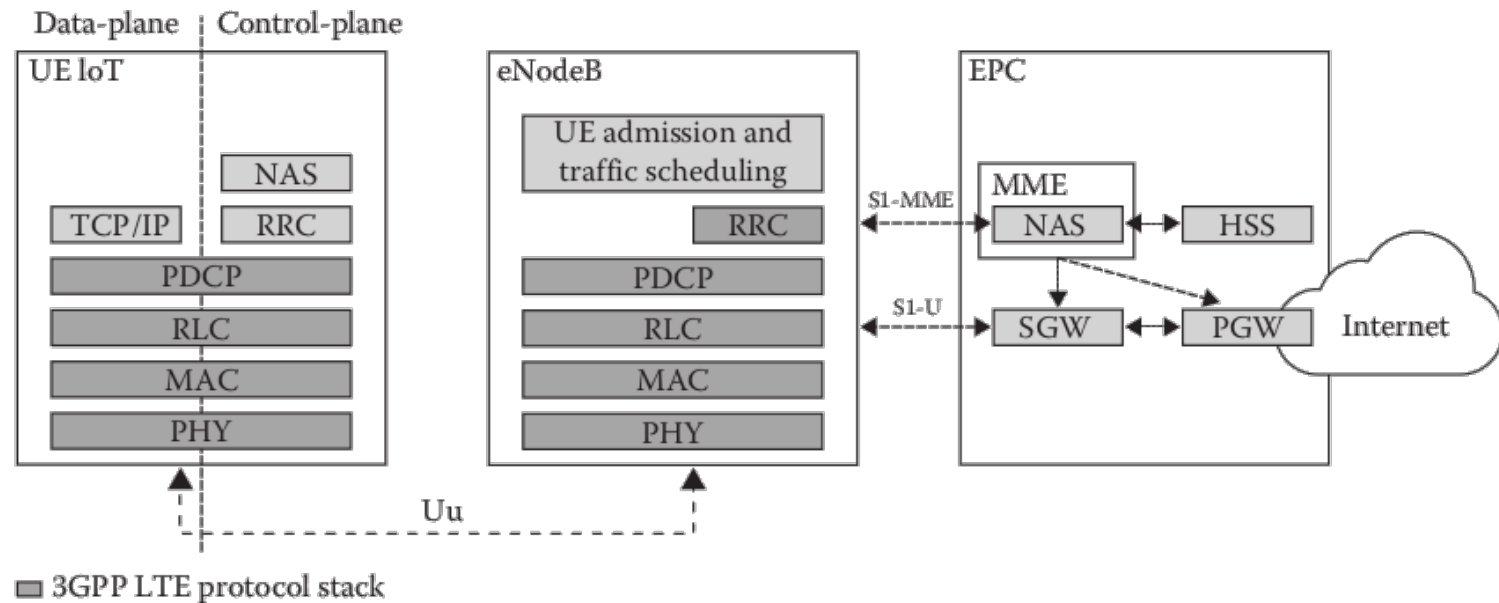 Data-plane
Control-plane
UE loT
NAS
TCP/IP
RRC
PDCP
RLC
MAC
PHY
eNodeB
UE admission and
traffic scheduling
RRC
PDCP
RLC
MAC
PHY
Uu
S1-MME
S1-U
EPC
MME
NAS
HSS
SGW
PGW
Internet
3GPP LTE protocol stack